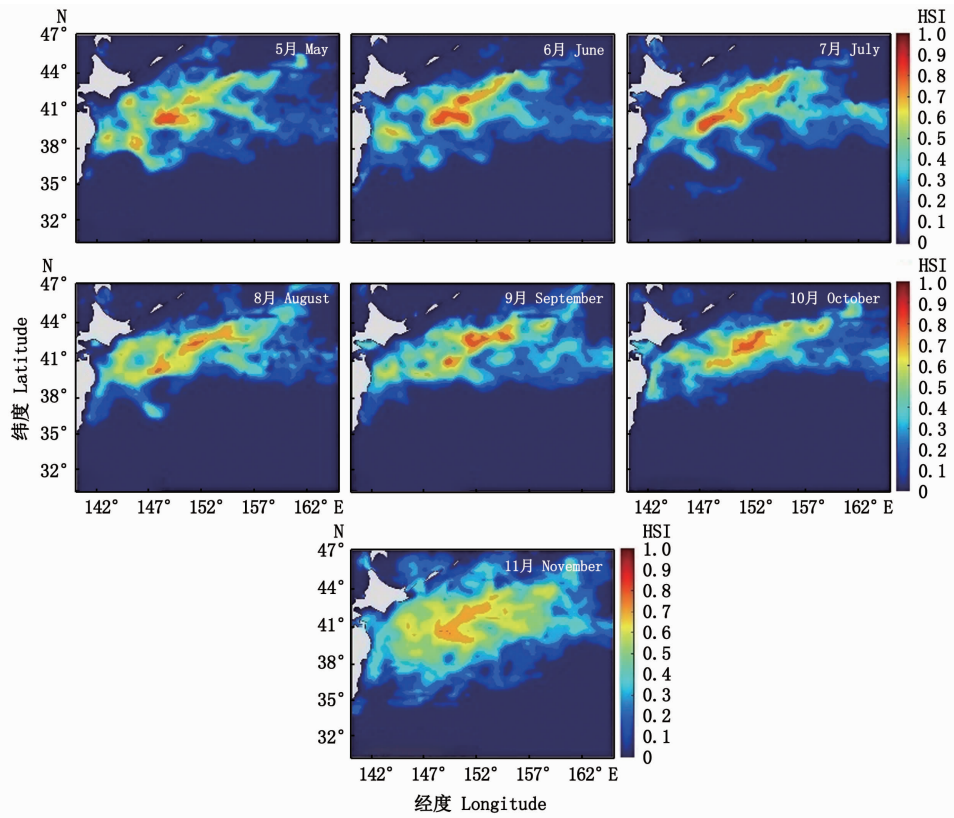 N
HSI
47°
44°
41°
38°
35°
32°
5月 May
6月 June
7月 July
1.0
0.9
0.8
0.7
0.6
0.5
0.4
0.3
0.2
0.1
0
N
HSI
47°
44°
41°
38°
35°
32°
8月 August
9月 September
10月 October
1.0
0.9
0.8
0.7
0.6
0.5
0.4
0.3
0.2
0.1
0
142° 147° 152° 157° 162° E
142° 147° 152° 157° 162° E
纬度 Latitude
N
HSI
47°
44°
41°
38°
35°
32°
11月 November
1.0
0.9
0.8
0.7
0.6
0.5
0.4
0.3
0.2
0.1
0
142° 147° 152° 157° 162° E
经度 Longitude